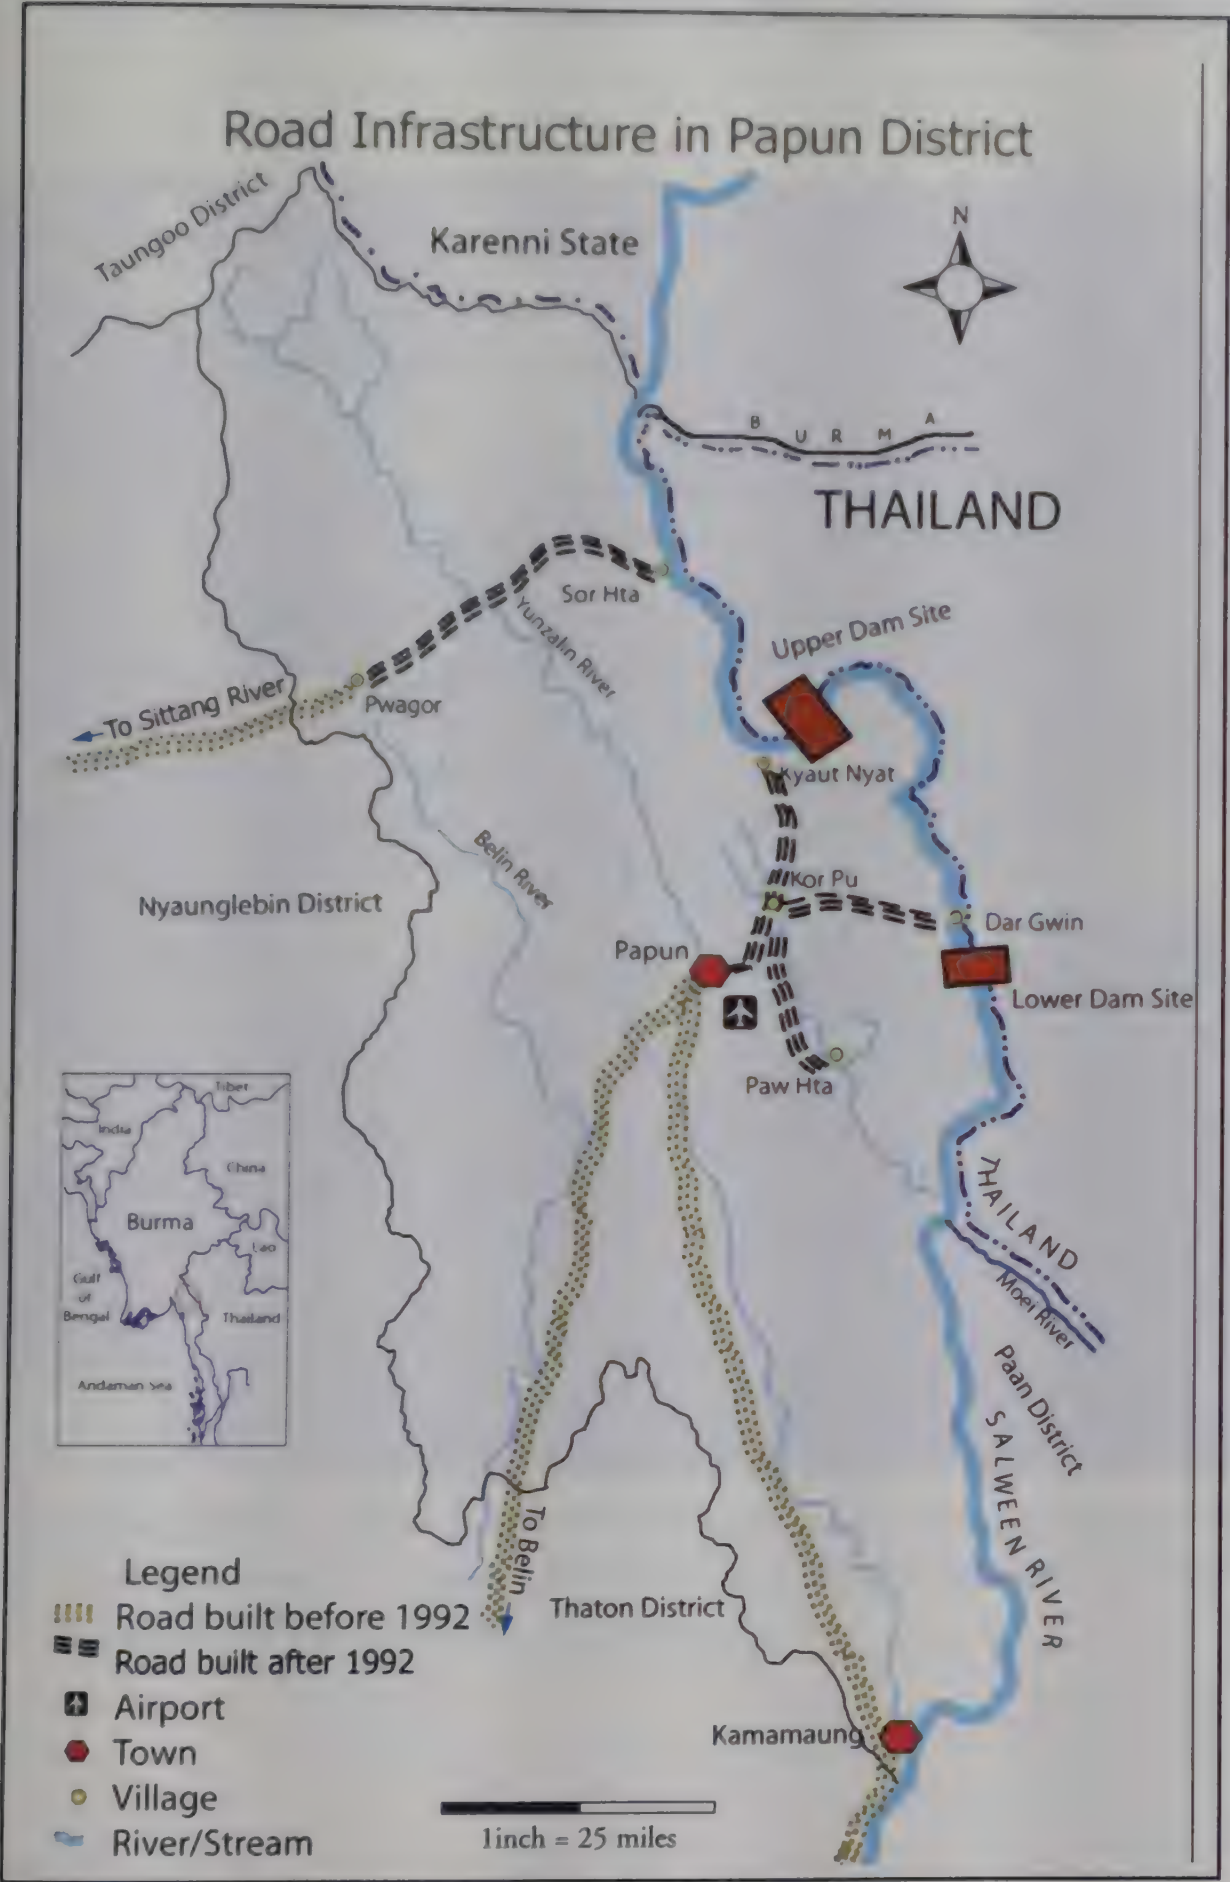 Road Infrastructure in Papun District
Taungoo District
Karenni State
N
BURMA
THAILAND
Sor Hta
Yunzalin River
Upper Dam Site
To Sittang River
Pwagor
Kyaut Nyat
Belin River
Kor Pu
Nyaunglebin District
Papun
Dar Gwin
Lower Dam Site
Paw Hta
Tibet
India
China
Burma
Lao
Gulf
of
Bengal
Thailand
Andaman Sea
THAILAND
Moei River
Paan District
SALWEEN RIVER
To Belin
Thaton District
Kamamaung
Legend
Road built before 1992
Road built after 1992
Airport
Town
Village
River/Stream
1inch = 25 miles